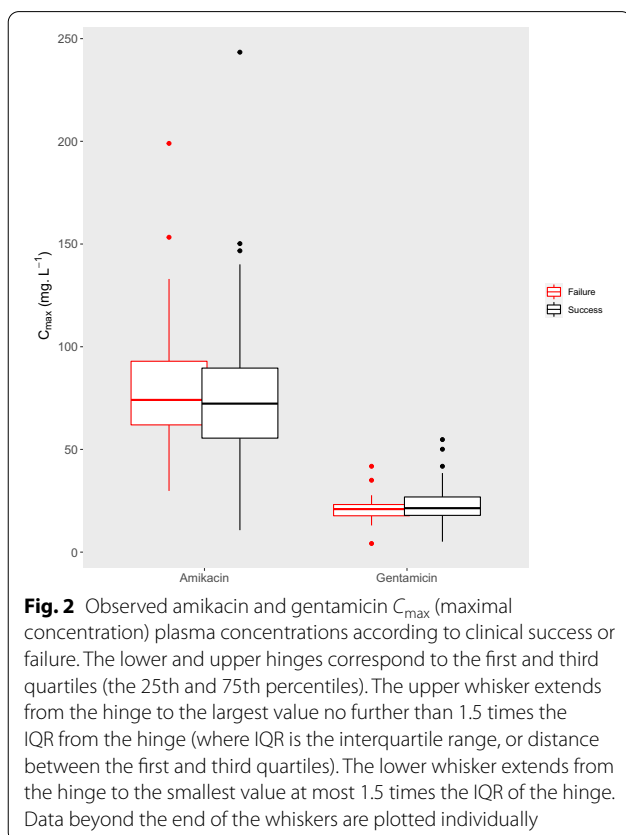 250
200
150
100
50
0
C_max (mg. L⁻¹)
Failure
Success
Amikacin
Gentamicin
Fig. 2 Observed amikacin and gentamicin C_max (maximal
concentration) plasma concentrations according to clinical success or
failure. The lower and upper hinges correspond to the first and third
quartiles (the 25th and 75th percentiles). The upper whisker extends
from the hinge to the largest value no further than 1.5 times the
IQR from the hinge (where IQR is the interquartile range, or distance
between the first and third quartiles). The lower whisker extends from
the hinge to the smallest value at most 1.5 times the IQR of the hinge.
Data beyond the end of the whiskers are plotted individually